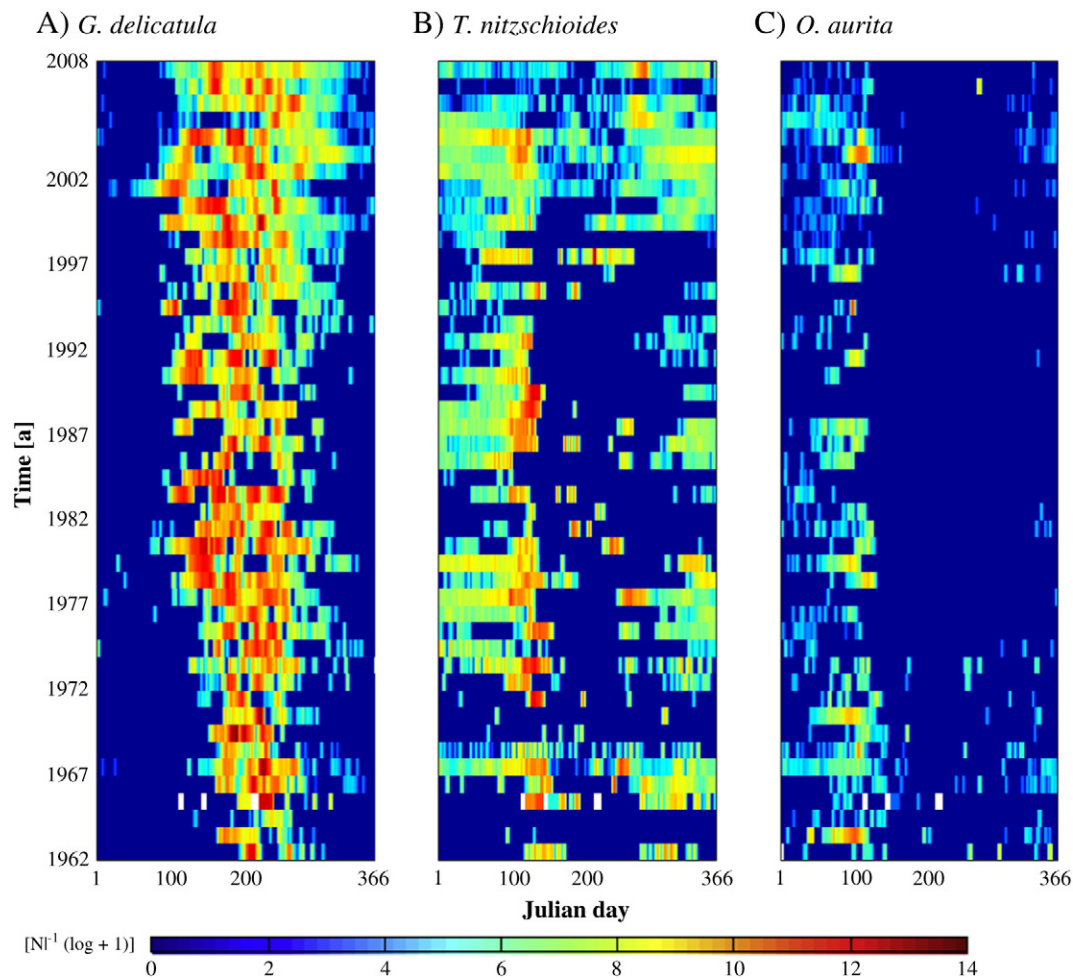 A) G. delicatula B) T. nitzschioides C) O. aurita
2008
2002
1997
1992
1987
1982
1977
1972
1967
1962
Time [a]
1 100 200 366 1 100 200 366 1 100 200 366
Julian day
[Nl⁻¹ (log + 1)]
0 2 4 6 8 10 12 14